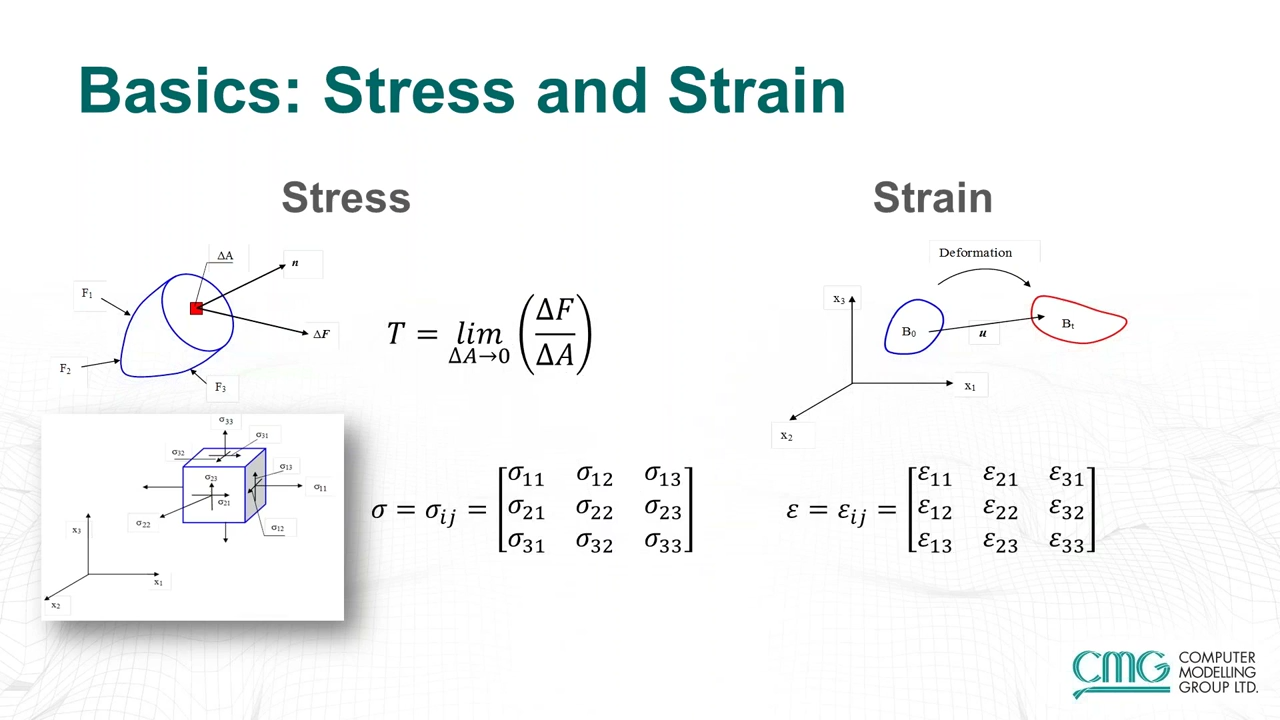 Basics: Stress and Strain
Stress
ΔA
n
F₁
ΔF
F₂
F₃
T = lim ΔA→0 (ΔF/ΔA)
σ₃₃
σ₃₁
σ₃₂
σ₁₃
σ₂₃
σ₁₁
σ₂₁
σ₂₂
σ₁₂
x₃
x₁
x₂
σ = σᵢⱼ = [σ₁₁ σ₁₂ σ₁₃
σ₂₁ σ₂₂ σ₂₃
σ₃₁ σ₃₂ σ₃₃]
Strain
Deformation
x₃
B₀
u
Bₜ
x₁
x₂
ε = εᵢⱼ = [ε₁₁ ε₂₁ ε₃₁
ε₁₂ ε₂₂ ε₃₂
ε₁₃ ε₂₃ ε₃₃]
CMG
COMPUTER
MODELLING
GROUP LTD.